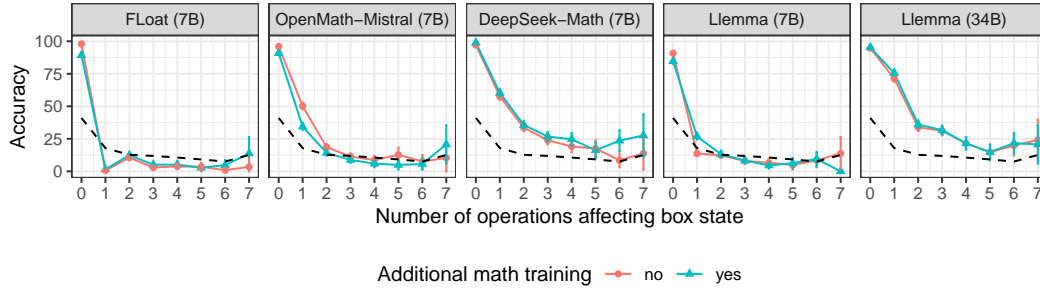 FLoat (7B) OpenMath−Mistral (7B) DeepSeek−Math (7B) Llemma (7B) Llemma (34B)
100
75
50
25
0
Accuracy
0 1 2 3 4 5 6 7 0 1 2 3 4 5 6 7 0 1 2 3 4 5 6 7 0 1 2 3 4 5 6 7 0 1 2 3 4 5 6 7
Number of operations affecting box state
Additional math training no yes